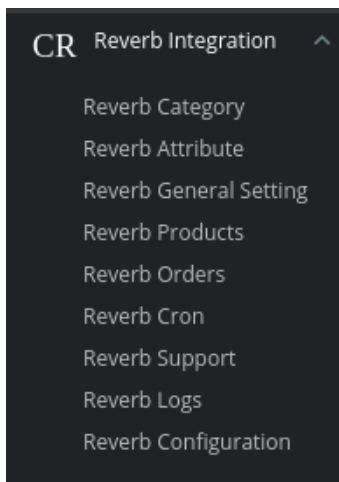 CR Reverb Integration
Reverb Category
Reverb Attribute
Reverb General Setting
Reverb Products
Reverb Orders
Reverb Cron
Reverb Support
Reverb Logs
Reverb Configuration